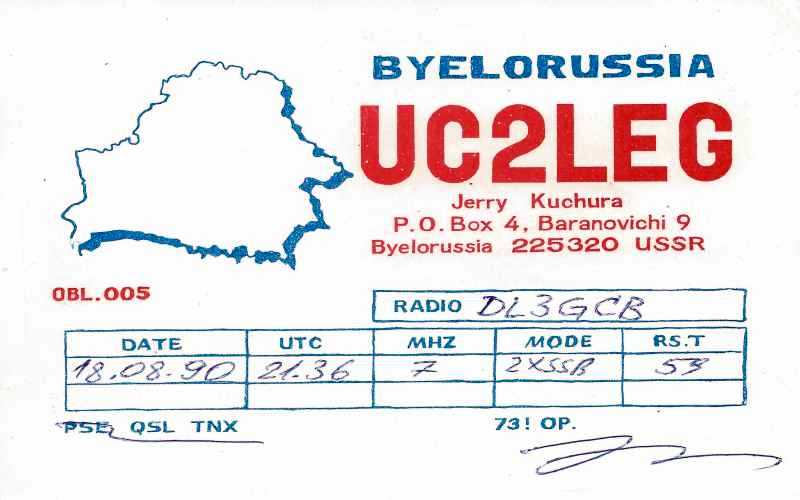 BYELORUSSIA
UC2LEG
Jerry Kuchura
P.O. Box 4, Baranovichi 9
Byelorussia 225320 USSR
OBL.005
RADIO DL3GCB
DATE UTC MHZ MODE RS.T
18.08.90 21.36 7 2XSSB 59
PSE QSL TNX 73! OP.